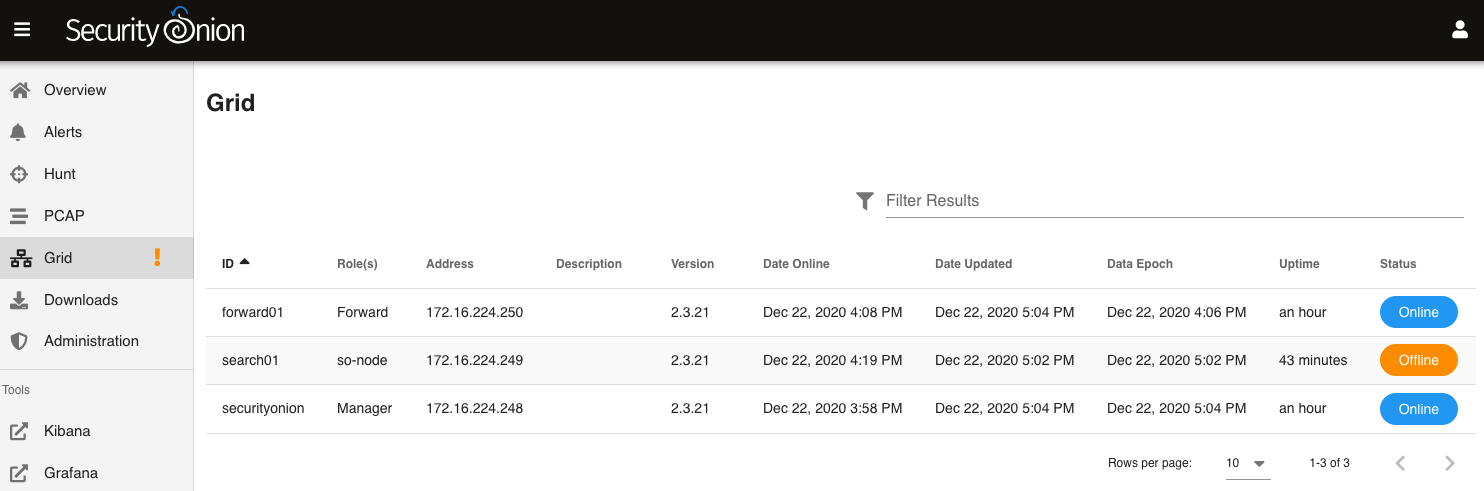 Security Onion
Overview
Alerts
Hunt
PCAP
Grid
Downloads
Administration
Tools
Kibana
Grafana
Grid
Filter Results
ID Role(s) Address Description Version Date Online Date Updated Data Epoch Uptime Status
forward01 Forward 172.16.224.250 2.3.21 Dec 22, 2020 4:08 PM Dec 22, 2020 5:04 PM Dec 22, 2020 4:06 PM an hour Online
search01 so-node 172.16.224.249 2.3.21 Dec 22, 2020 4:19 PM Dec 22, 2020 5:02 PM Dec 22, 2020 5:02 PM 43 minutes Offline
securityonion Manager 172.16.224.248 2.3.21 Dec 22, 2020 3:58 PM Dec 22, 2020 5:04 PM Dec 22, 2020 5:04 PM an hour Online
Rows per page: 10 1-3 of 3